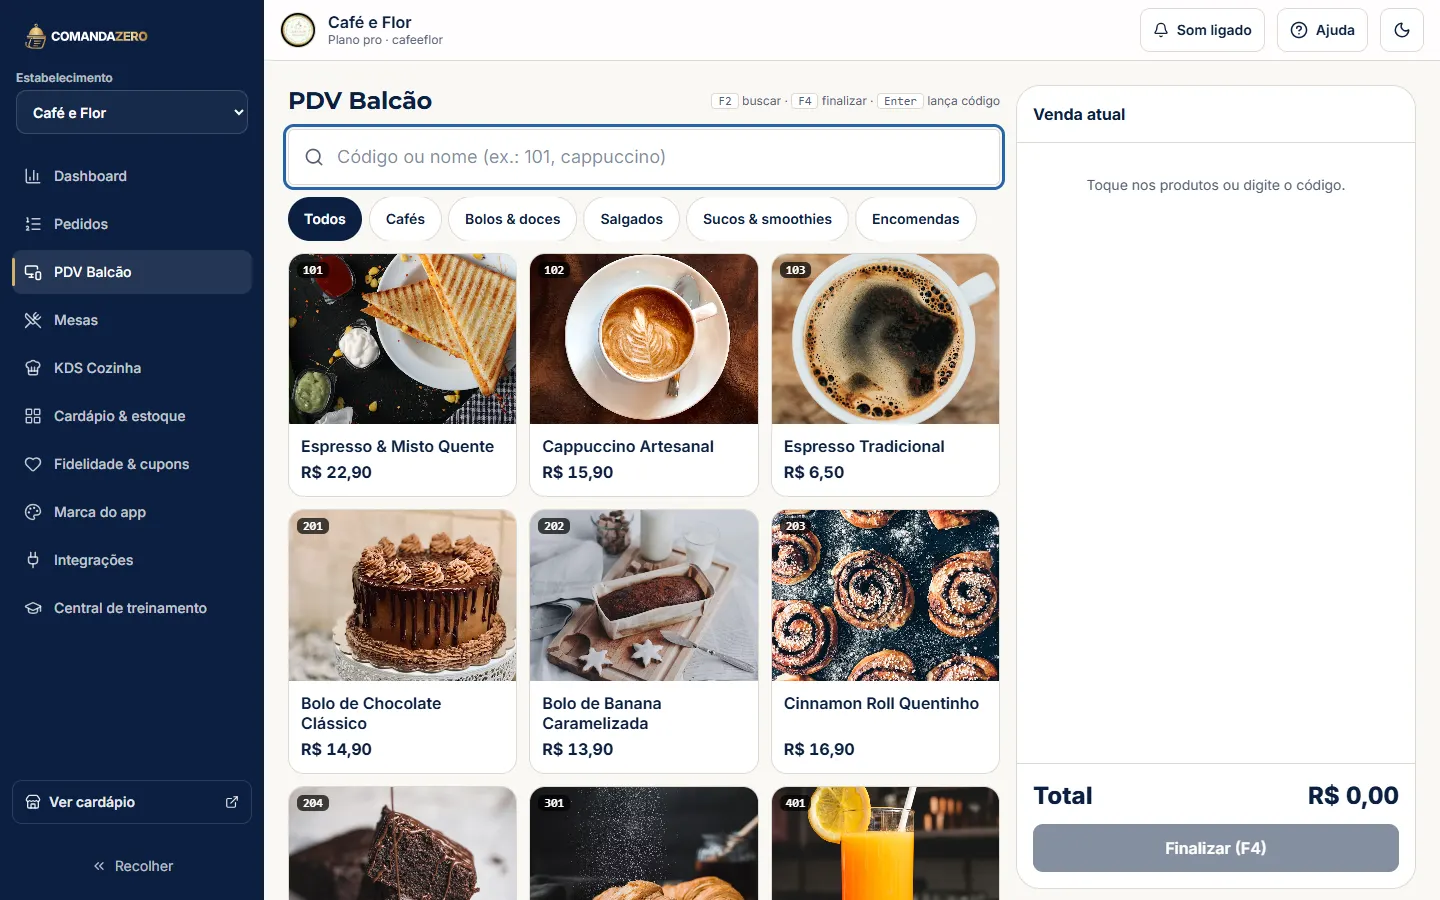 COMANDAZERO
Estabelecimento
Café e Flor
Dashboard
Pedidos
PDV Balcão
Mesas
KDS Cozinha
Cardápio & estoque
Fidelidade & cupons
Marca do app
Integrações
Central de treinamento
Ver cardápio
Recolher
Café e Flor
Plano pro · cafeeflor
Som ligado
Ajuda
PDV Balcão
F2 buscar · F4 finalizar · Enter lança código
Código ou nome (ex.: 101, cappuccino)
Todos
Cafés
Bolos & doces
Salgados
Sucos & smoothies
Encomendas
101
Espresso & Misto Quente
R$ 22,90
102
Cappuccino Artesanal
R$ 15,90
103
Espresso Tradicional
R$ 6,50
201
Bolo de Chocolate
Clássico
R$ 14,90
202
Bolo de Banana
Caramelizada
R$ 13,90
203
Cinnamon Roll Quentinho
R$ 16,90
204
301
401
Venda atual
Toque nos produtos ou digite o código.
Total
R$ 0,00
Finalizar (F4)